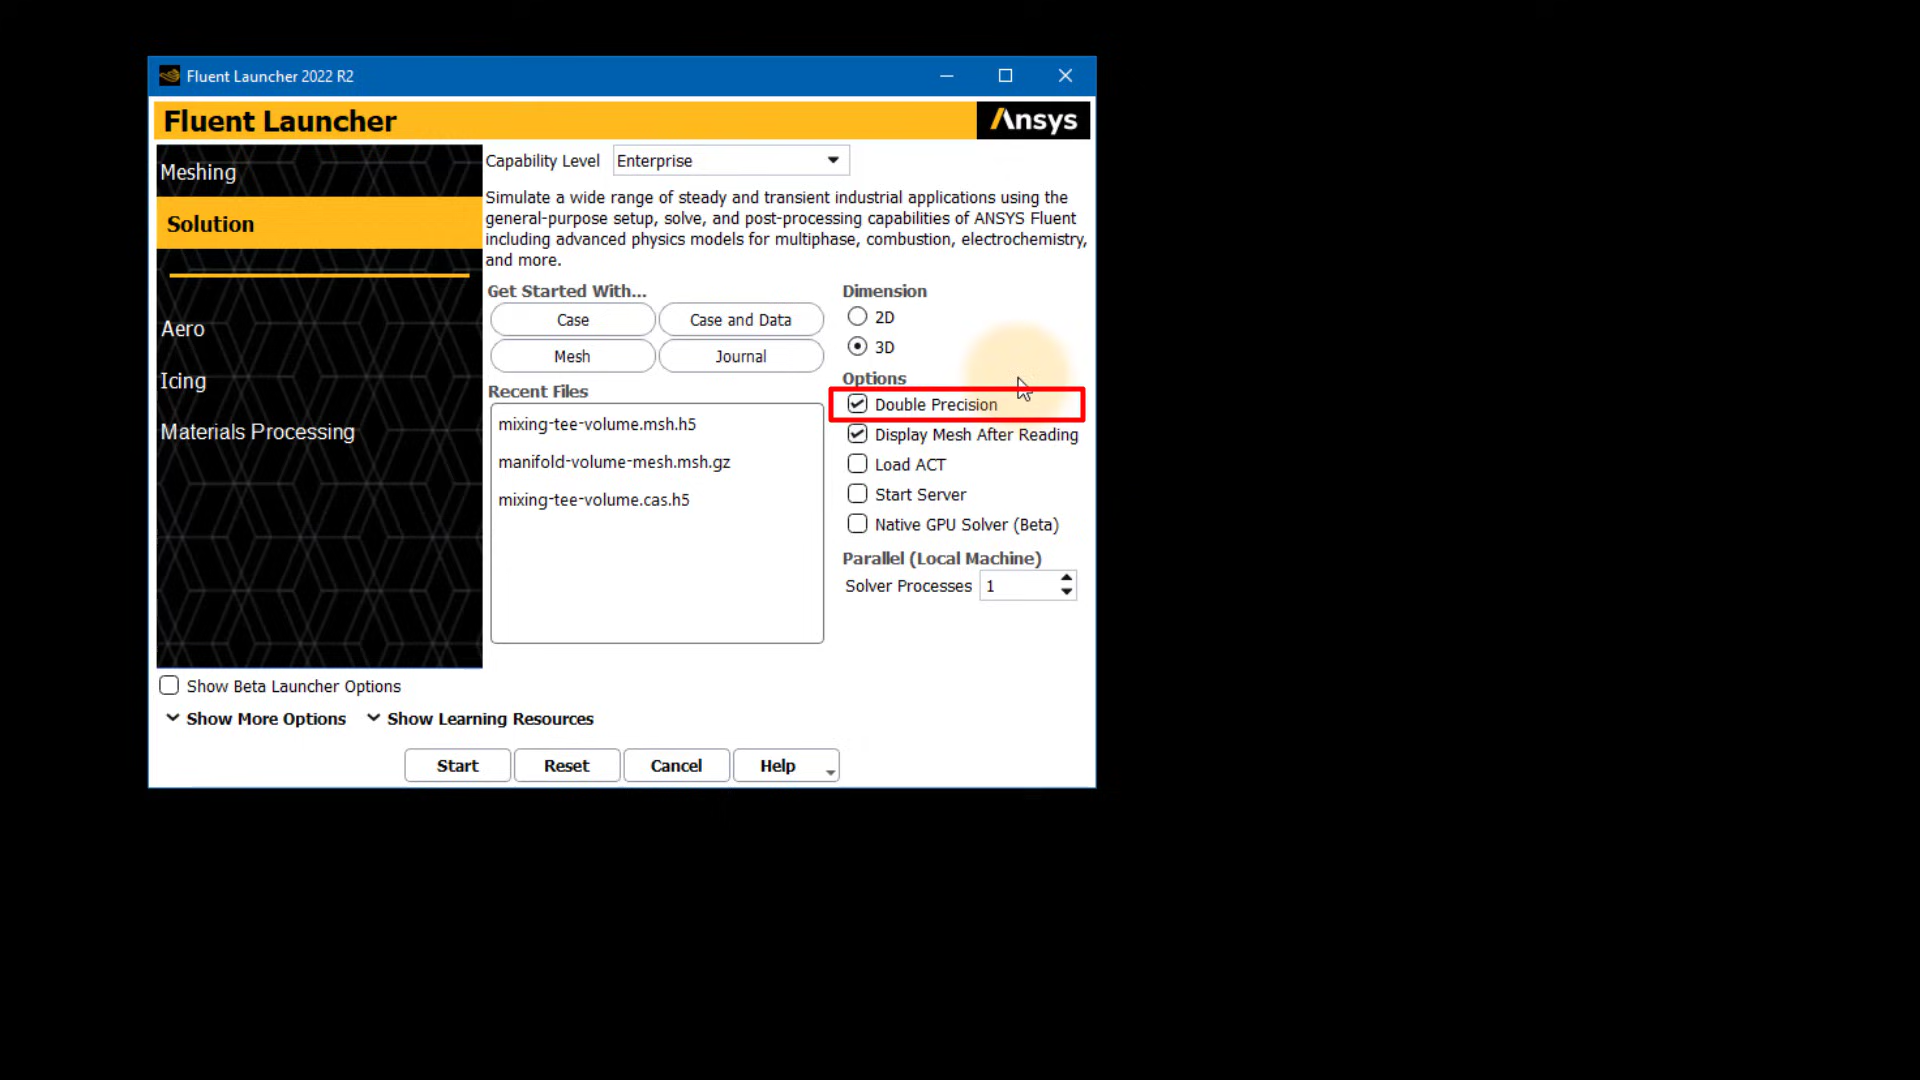 Fluent Launcher 2022 R2
Fluent Launcher
Ansys
Meshing
Solution
Aero
Icing
Materials Processing
Capability Level Enterprise
Simulate a wide range of steady and transient industrial applications using the
general-purpose setup, solve, and post-processing capabilities of ANSYS Fluent
including advanced physics models for multiphase, combustion, electrochemistry,
and more.
Get Started With...
Case
Case and Data
Mesh
Journal
Recent Files
mixing-tee-volume.msh.h5
manifold-volume-mesh.msh.gz
mixing-tee-volume.cas.h5
Dimension
2D
3D
Options
Double Precision
Display Mesh After Reading
Load ACT
Start Server
Native GPU Solver (Beta)
Parallel (Local Machine)
Solver Processes 1
Show Beta Launcher Options
Show More Options
Show Learning Resources
Start
Reset
Cancel
Help